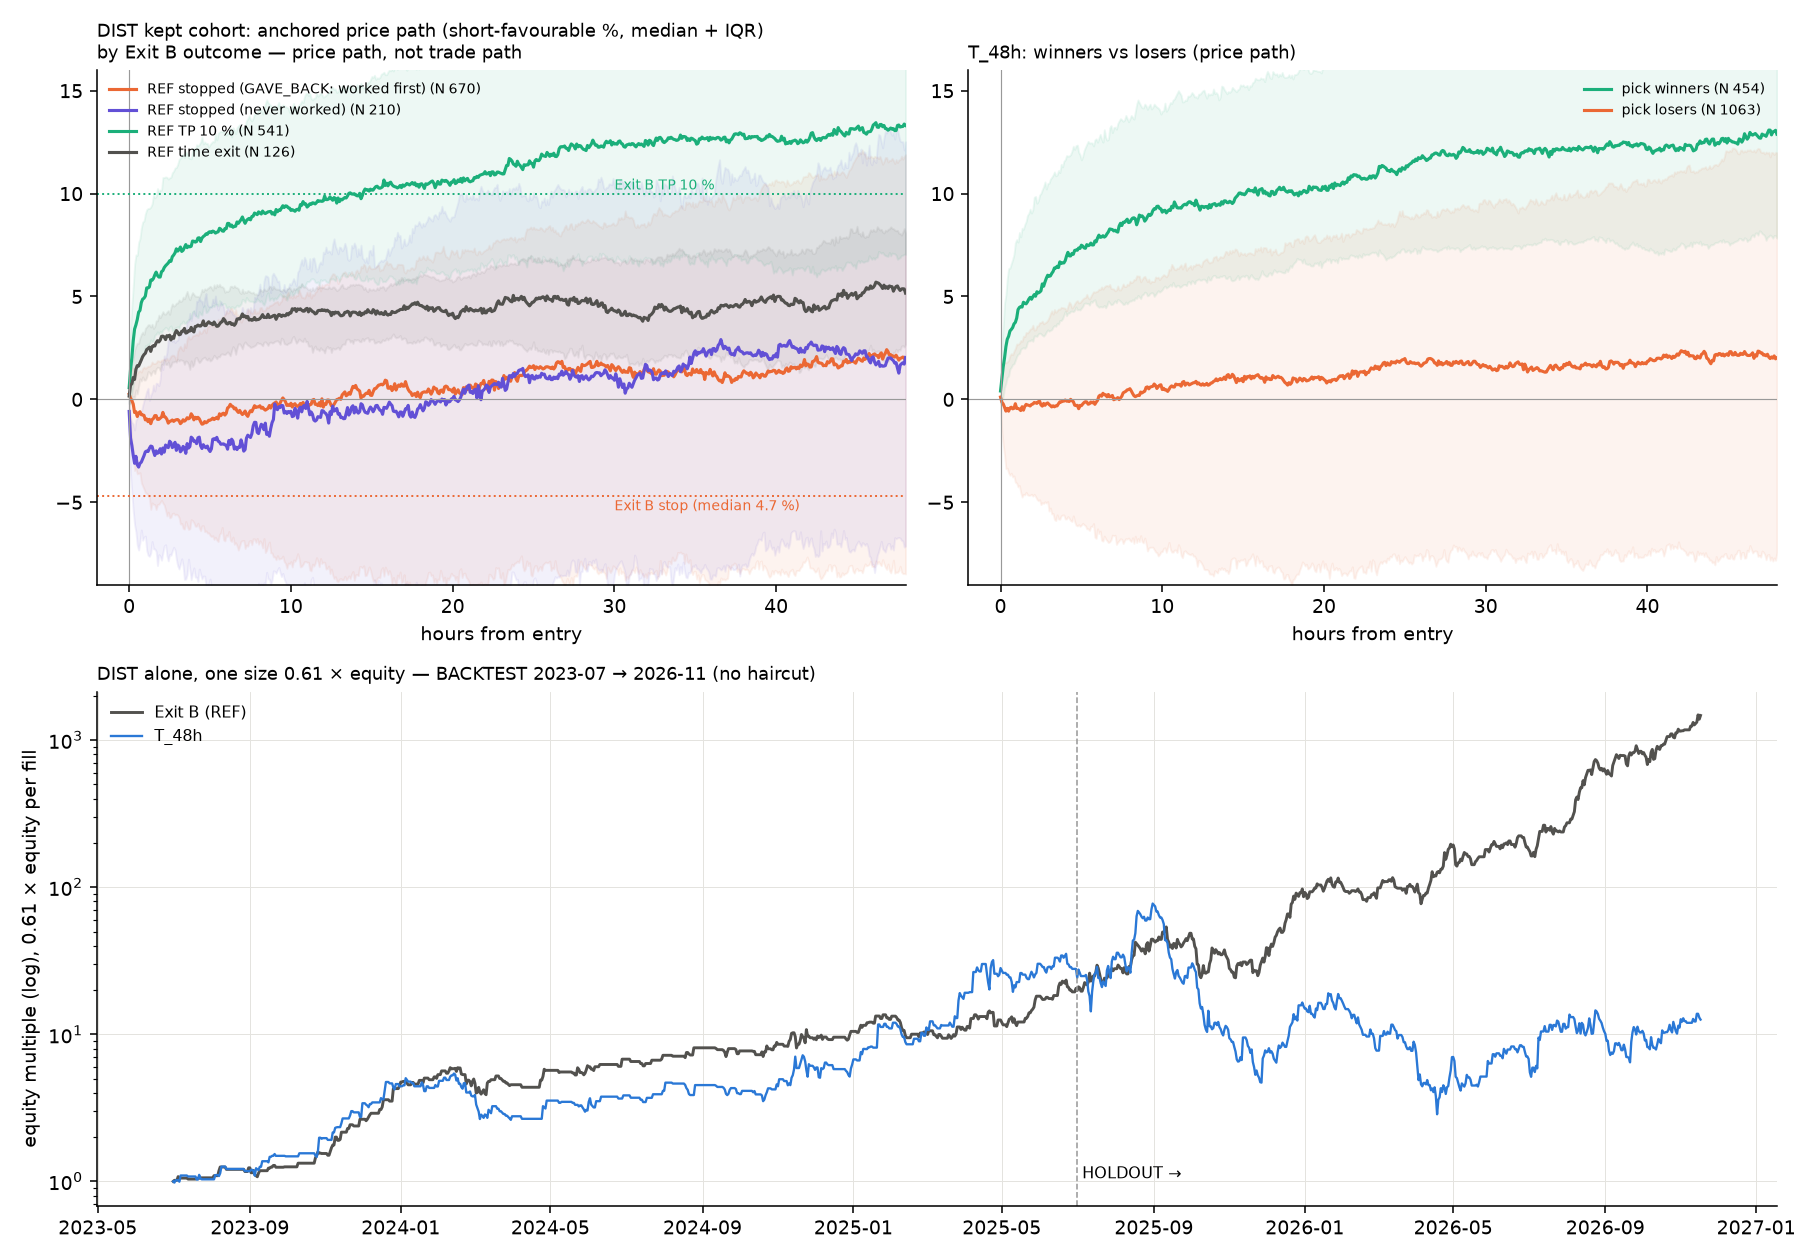 DIST kept cohort: anchored price path (short-favourable %, median + IQR)
by Exit B outcome — price path, not trade path
REF stopped (GAVE_BACK: worked first) (N 670)
REF stopped (never worked) (N 210)
REF TP 10 % (N 541)
REF time exit (N 126)
Exit B TP 10 %
Exit B stop (median 4.7 %)
15
10
5
0
−5
0
10
20
30
40
hours from entry
T_48h: winners vs losers (price path)
pick winners (N 454)
pick losers (N 1063)
15
10
5
0
−5
0
10
20
30
40
hours from entry
DIST alone, one size 0.61 × equity — BACKTEST 2023-07 → 2026-11 (no haircut)
Exit B (REF)
T_48h
equity multiple (log), 0.61 × equity per fill
10³
10²
10¹
10⁰
HOLDOUT →
2023-05
2023-09
2024-01
2024-05
2024-09
2025-01
2025-05
2025-09
2026-01
2026-05
2026-09
2027-01